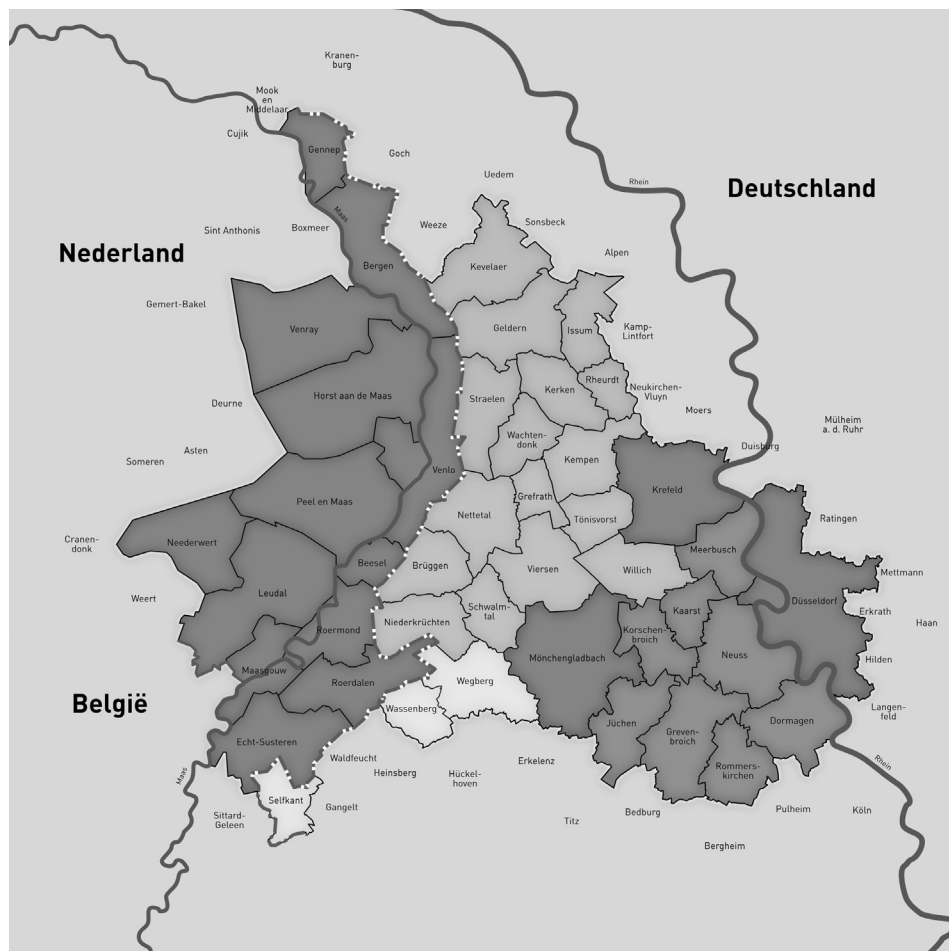 Kranen-
burg
Mook
en
Middelaar
Cujik
Gennep
Goch
Uedem
Rhein
Deutschland
Maas
Sint Anthonis
Boxmeer
Weeze
Sonsbeck
Nederland
Alpen
Bergen
Kevelaer
Gemert-Bakel
Venray
Geldern
Issum
Kamp-
Lintfort
Horst aan de Maas
Straelen
Kerken
Rheurdt
Neukirchen-
Vluyn
Deurne
Moers
Mülheim
a. d. Ruhr
Wachten-
donk
Asten
Someren
Duisburg
Venlo
Kempen
Krefeld
Peel en Maas
Grefrath
Nettetal
Tönisvorst
Ratingen
Cranen-
donk
Neederwert
Meerbusch
Beesel
Brüggen
Viersen
Willich
Mettmann
Weert
Leudal
Düsseldorf
Schwalm-
tal
Kaarst
Erkrath
Haan
Niederkrüchten
Roermond
Korschen-
broich
Neuss
Mönchengladbach
Hilden
Maasgouw
Roerdalen
Wegberg
België
Wassenberg
Langen-
feld
Jüchen
Greven-
broich
Dormagen
Echt-Susteren
Waldfeucht
Erkelenz
Rhein
Maas
Heinsberg
Hückel-
hoven
Rommers-
kirchen
Selfkant
Gangelt
Sittard-
Geleen
Titz
Bedburg
Pulheim
Köln
Bergheim